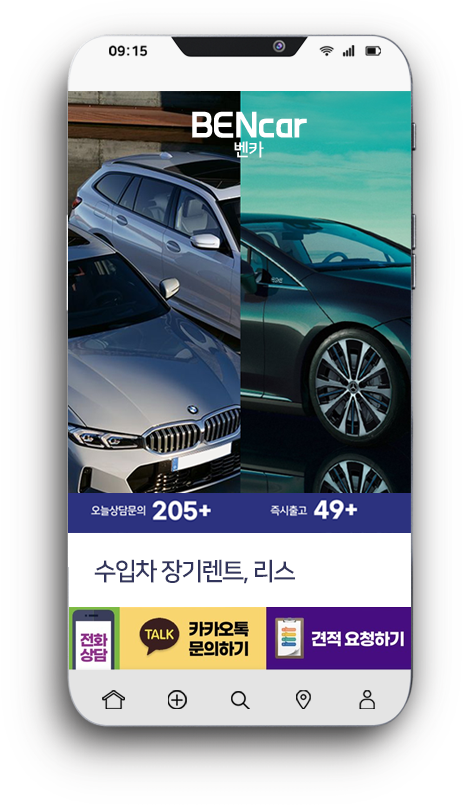 09:15
BENcar
벤카
오늘상담문의 205+
즉시출고 49+
수입차 장기렌트, 리스
전화
상담
TALK
카카오톡
문의하기
견적 요청하기